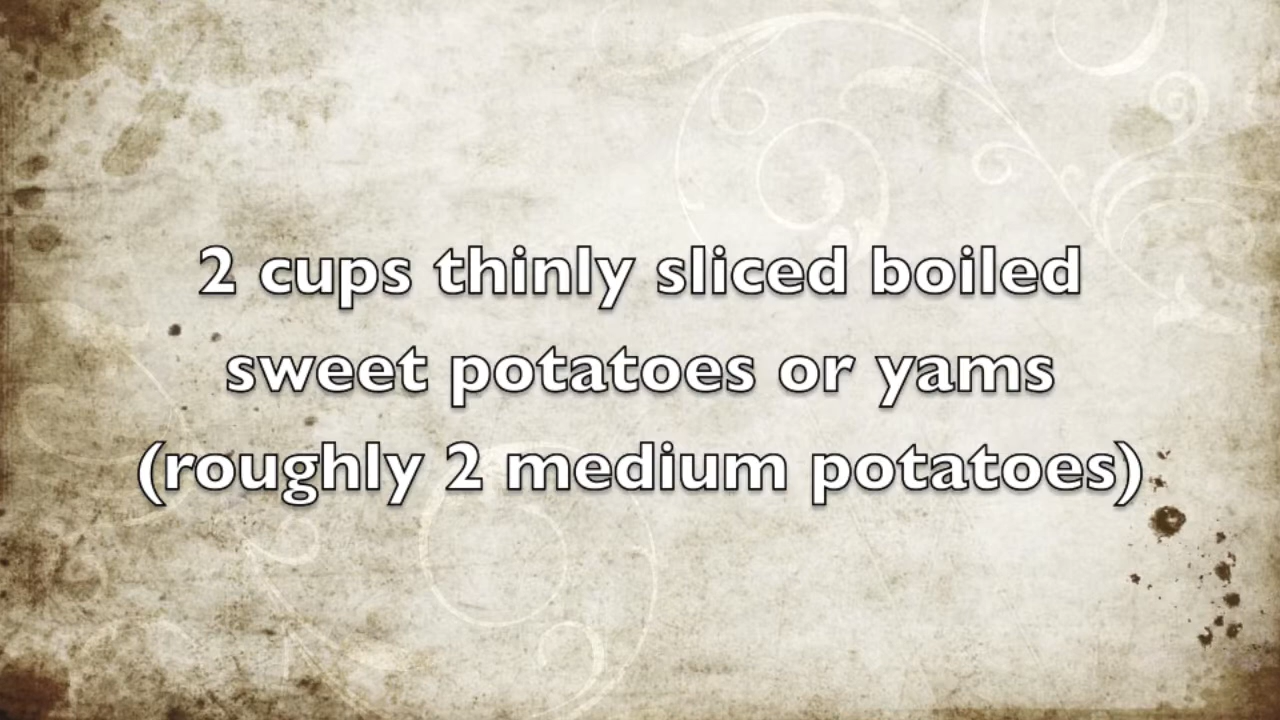 2 cups thinly sliced boiled
sweet potatoes or yams
(roughly 2 medium potatoes)